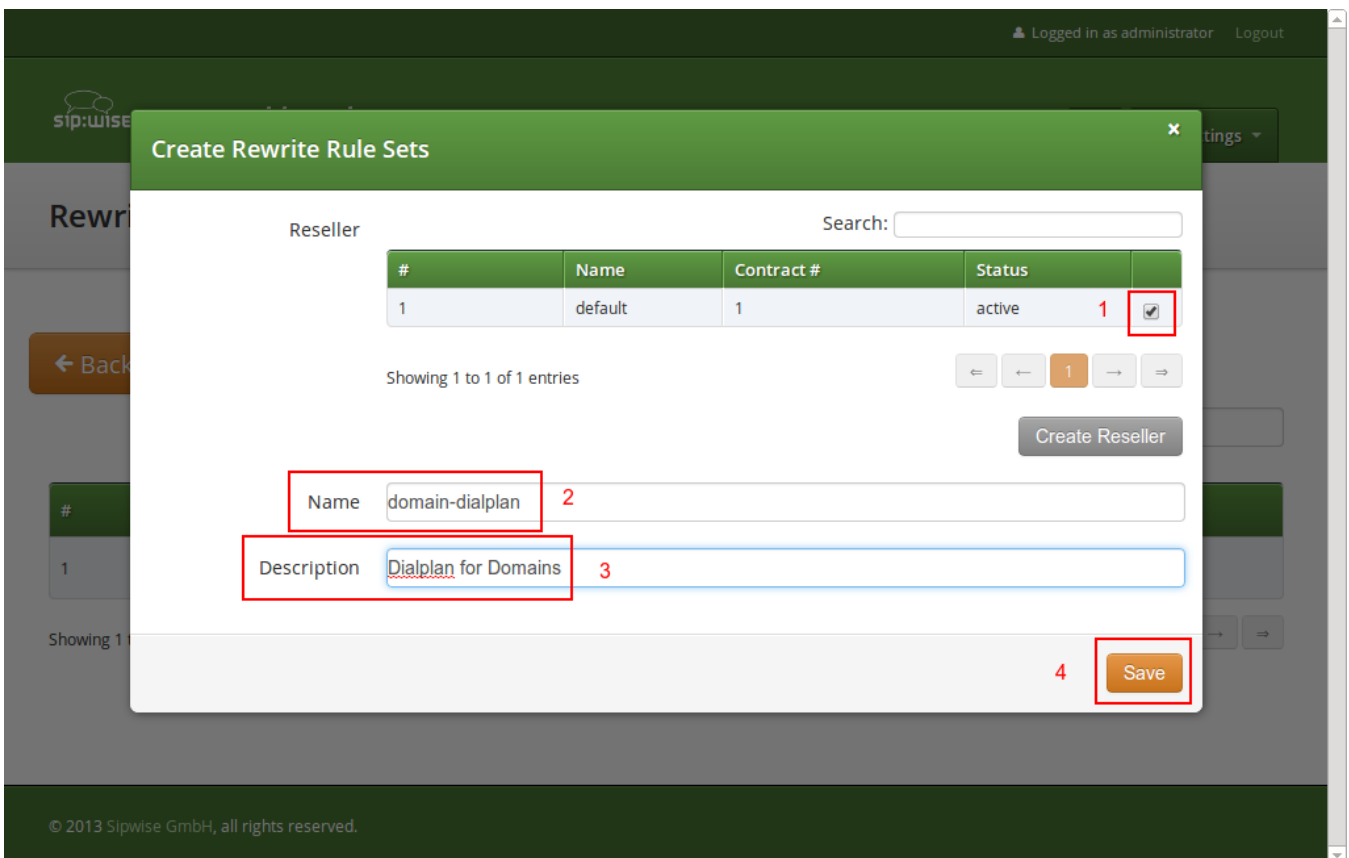 Logged in as administrator Logout
sip:wise
tings
Create Rewrite Rule Sets ×
Rewri
Reseller
Search:
# Name Contract # Status
1 default 1 active 1
← Back
Showing 1 to 1 of 1 entries
⇐ ← 1 → ⇒
Create Reseller
Name domain-dialplan 2
#
Description Dialplan for Domains 3
1
Showing 1
→ ⇒
4 Save
© 2013 Sipwise GmbH, all rights reserved.